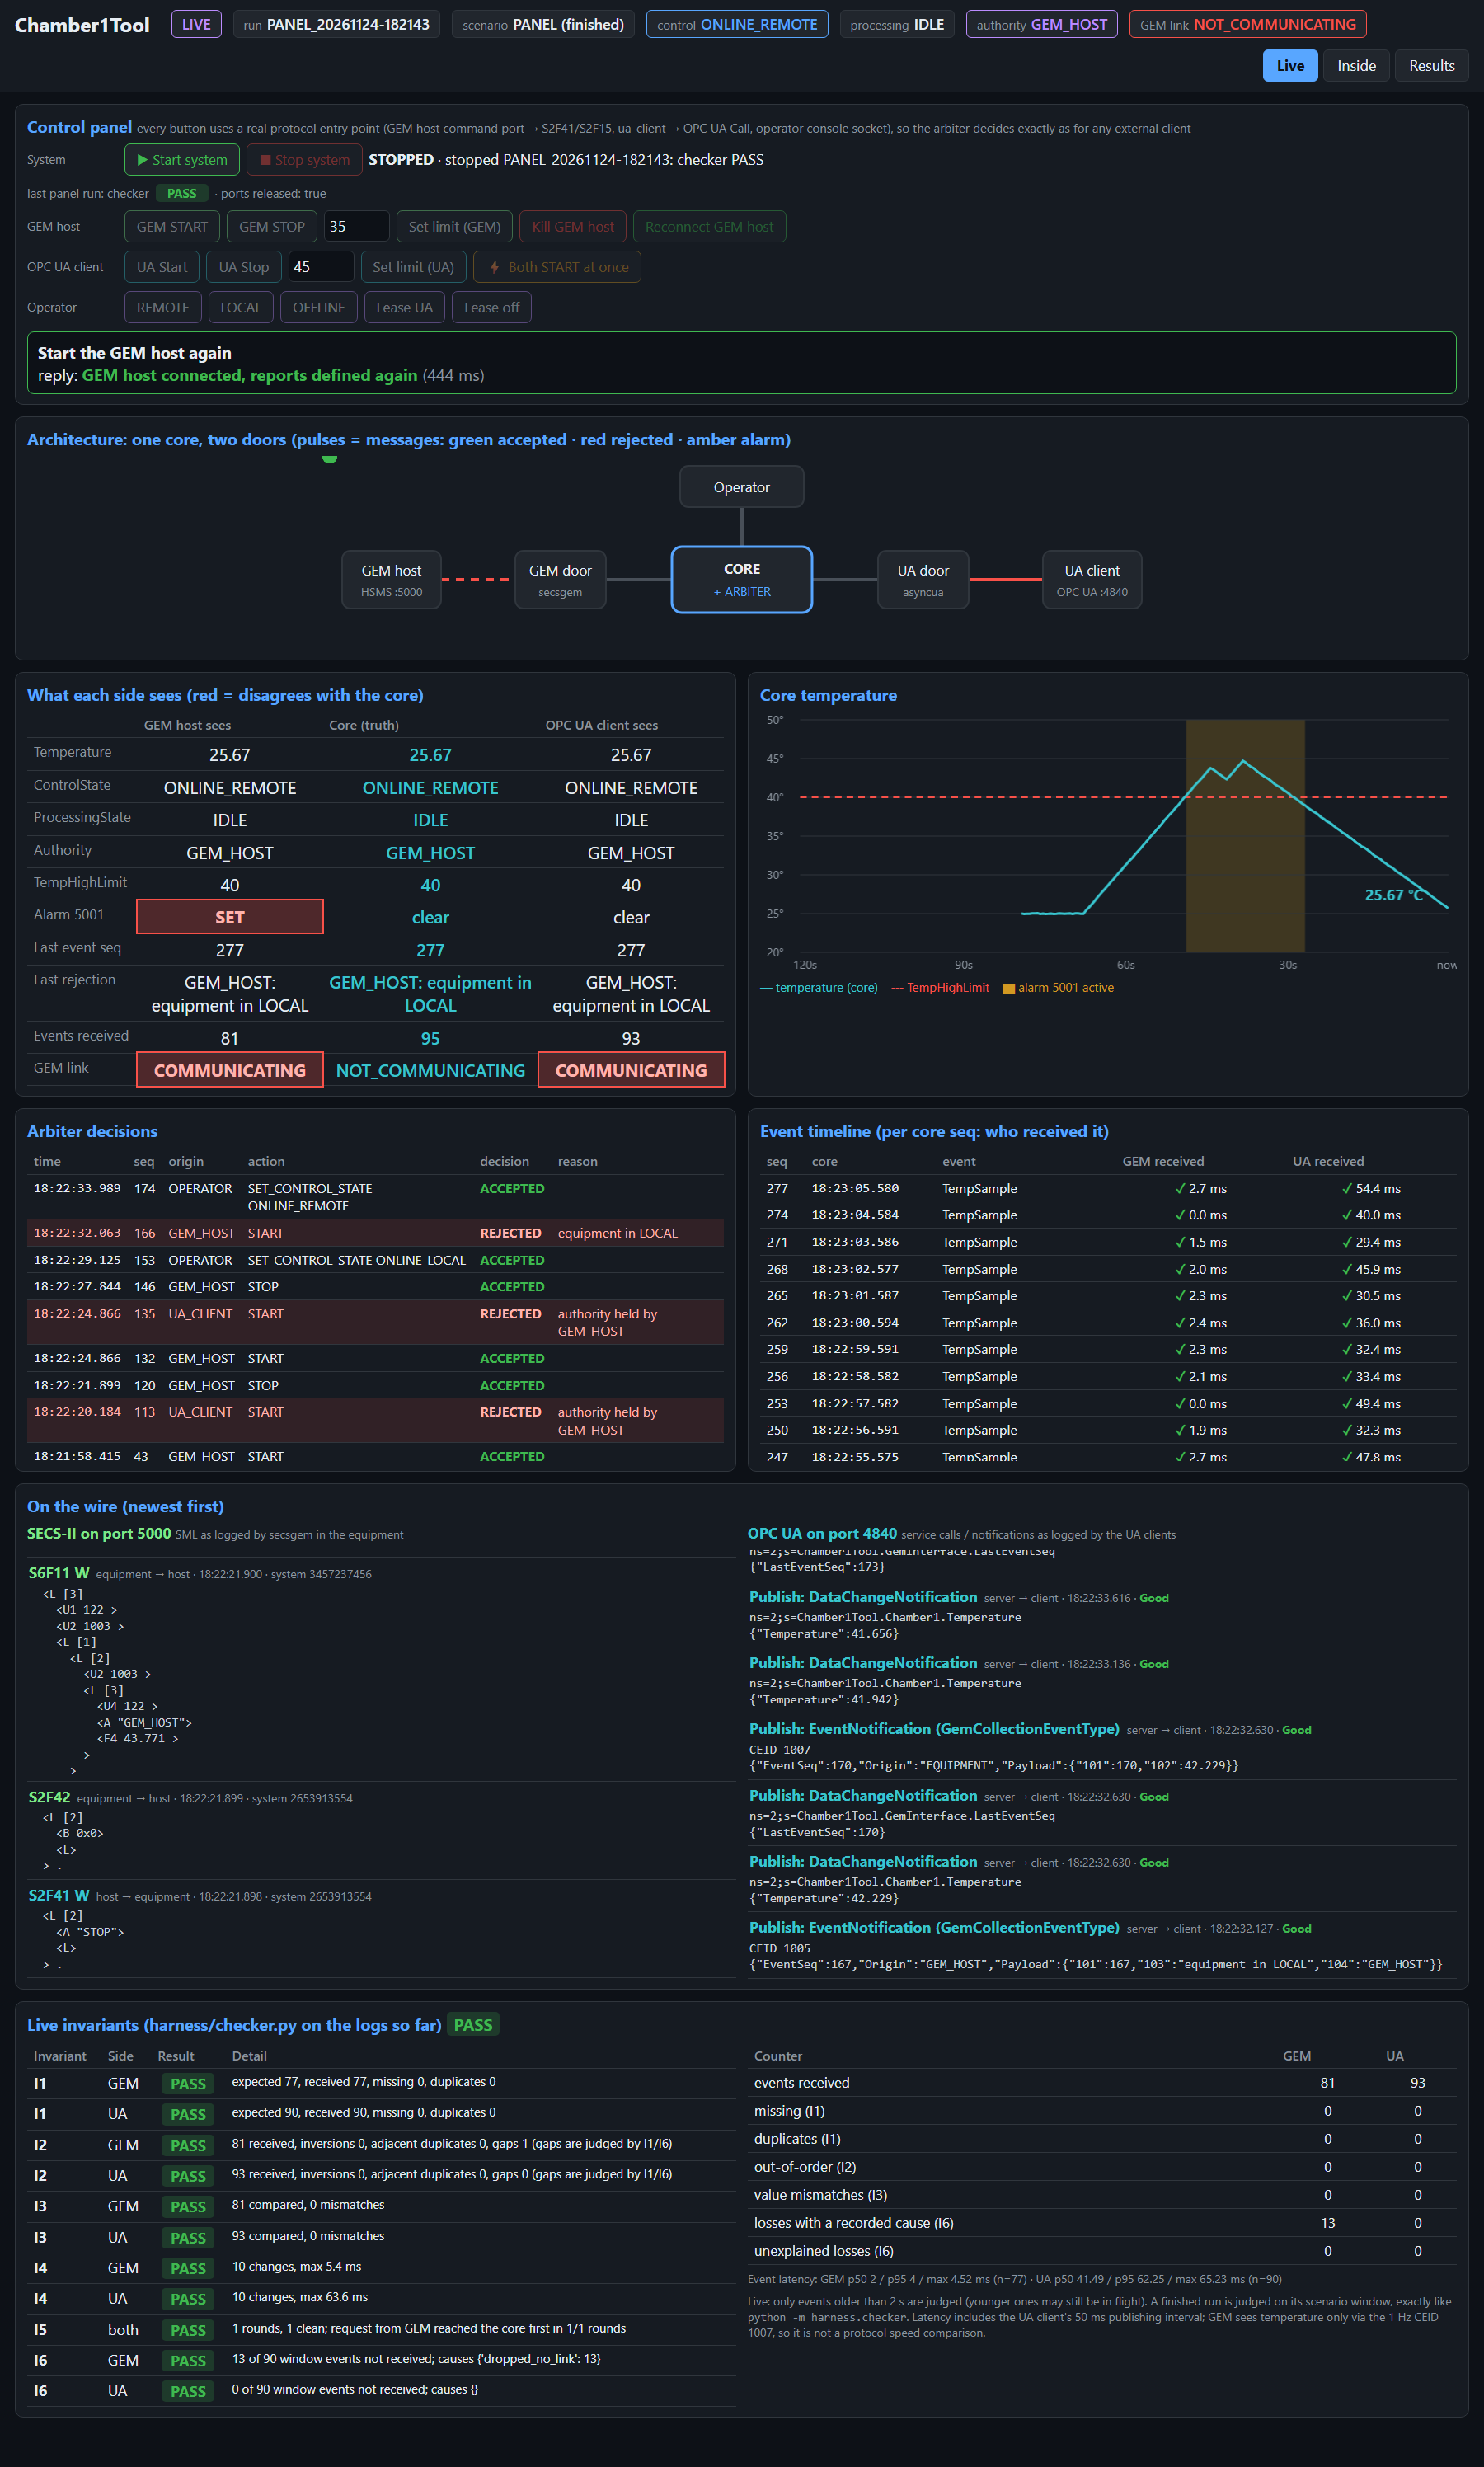 Chamber1Tool
LIVE
run PANEL_20261124-182143
scenario PANEL (finished)
control ONLINE_REMOTE
processing IDLE
authority GEM_HOST
GEM link NOT_COMMUNICATING
Live
Inside
Results
Control panel every button uses a real protocol entry point (GEM host command port → S2F41/S2F15, ua_client → OPC UA Call, operator console socket), so the arbiter decides exactly as for any external client
System ▶ Start system ■ Stop system STOPPED · stopped PANEL_20261124-182143: checker PASS
last panel run: checker PASS · ports released: true
GEM host GEM START GEM STOP 35 Set limit (GEM) Kill GEM host Reconnect GEM host
OPC UA client UA Start UA Stop 45 Set limit (UA) ⚡ Both START at once
Operator REMOTE LOCAL OFFLINE Lease UA Lease off
Start the GEM host again
reply: GEM host connected, reports defined again (444 ms)
Architecture: one core, two doors (pulses = messages: green accepted · red rejected · amber alarm)
Operator
GEM host
HSMS :5000
GEM door
secsgem
CORE
+ ARBITER
UA door
asyncua
UA client
OPC UA :4840
What each side sees (red = disagrees with the core)
GEM host sees Core (truth) OPC UA client sees
Temperature 25.67 25.67 25.67
ControlState ONLINE_REMOTE ONLINE_REMOTE ONLINE_REMOTE
ProcessingState IDLE IDLE IDLE
Authority GEM_HOST GEM_HOST GEM_HOST
TempHighLimit 40 40 40
Alarm 5001 SET clear clear
Last event seq 277 277 277
Last rejection GEM_HOST: equipment in LOCAL GEM_HOST: equipment in LOCAL GEM_HOST: equipment in LOCAL
Events received 81 95 93
GEM link COMMUNICATING NOT_COMMUNICATING COMMUNICATING
Core temperature
50°
45°
40°
35°
30°
25°
20°
25.67 °C
-120s -90s -60s -30s now
— temperature (core) --- TempHighLimit alarm 5001 active
Arbiter decisions
time seq origin action decision reason
18:22:33.989 174 OPERATOR SET_CONTROL_STATE ONLINE_REMOTE ACCEPTED
18:22:32.063 166 GEM_HOST START REJECTED equipment in LOCAL
18:22:29.125 153 OPERATOR SET_CONTROL_STATE ONLINE_LOCAL ACCEPTED
18:22:27.844 146 GEM_HOST STOP ACCEPTED
18:22:24.866 135 UA_CLIENT START REJECTED authority held by GEM_HOST
18:22:24.866 132 GEM_HOST START ACCEPTED
18:22:21.899 120 GEM_HOST STOP ACCEPTED
18:22:20.184 113 UA_CLIENT START REJECTED authority held by GEM_HOST
18:21:58.415 43 GEM HOST START ACCEPTED
Event timeline (per core seq: who received it)
seq core event GEM received UA received
277 18:23:05.580 TempSample ✓ 2.7 ms ✓ 54.4 ms
274 18:23:04.584 TempSample ✓ 0.0 ms ✓ 40.0 ms
271 18:23:03.586 TempSample ✓ 1.5 ms ✓ 29.4 ms
268 18:23:02.577 TempSample ✓ 2.0 ms ✓ 45.9 ms
265 18:23:01.587 TempSample ✓ 2.3 ms ✓ 30.5 ms
262 18:23:00.594 TempSample ✓ 2.4 ms ✓ 36.0 ms
259 18:22:59.591 TempSample ✓ 2.3 ms ✓ 32.4 ms
256 18:22:58.582 TempSample ✓ 2.1 ms ✓ 33.4 ms
253 18:22:57.582 TempSample ✓ 0.0 ms ✓ 49.4 ms
250 18:22:56.591 TempSample ✓ 1.9 ms ✓ 32.3 ms
247 18:22:55.575 TempSample ✓ 2.7 ms ✓ 47.8 ms
On the wire (newest first)
SECS-II on port 5000 SML as logged by secsgem in the equipment
S6F11 W equipment → host · 18:22:21.900 · system 3457237456
<L [3]
<U1 122 >
<U2 1003 >
<L [1]
<L [2]
<U2 1003 >
<L [3]
<U4 122 >
<A "GEM_HOST">
<F4 43.771 >
>
>
S2F42 equipment → host · 18:22:21.899 · system 2653913554
<L [2]
<B 0x0>
<L>
> .
S2F41 W host → equipment · 18:22:21.898 · system 2653913554
<L [2]
<A "STOP">
<L>
> .
OPC UA on port 4840 service calls / notifications as logged by the UA clients
ns=2;s=Chamber1Tool.GemInterface.LastEventSeq
{"LastEventSeq":173}
Publish: DataChangeNotification server → client · 18:22:33.616 · Good
ns=2;s=Chamber1Tool.Chamber1.Temperature
{"Temperature":41.656}
Publish: DataChangeNotification server → client · 18:22:33.136 · Good
ns=2;s=Chamber1Tool.Chamber1.Temperature
{"Temperature":41.942}
Publish: EventNotification (GemCollectionEventType) server → client · 18:22:32.630 · Good
CEID 1007
{"EventSeq":170,"Origin":"EQUIPMENT","Payload":{"101":170,"102":42.229}}
Publish: DataChangeNotification server → client · 18:22:32.630 · Good
ns=2;s=Chamber1Tool.GemInterface.LastEventSeq
{"LastEventSeq":170}
Publish: DataChangeNotification server → client · 18:22:32.630 · Good
ns=2;s=Chamber1Tool.Chamber1.Temperature
{"Temperature":42.229}
Publish: EventNotification (GemCollectionEventType) server → client · 18:22:32.127 · Good
CEID 1005
{"EventSeq":167,"Origin":"GEM_HOST","Payload":{"101":167,"103":"equipment in LOCAL","104":"GEM_HOST"}}
Live invariants (harness/checker.py on the logs so far) PASS
Invariant Side Result Detail
I1 GEM PASS expected 77, received 77, missing 0, duplicates 0
I1 UA PASS expected 90, received 90, missing 0, duplicates 0
I2 GEM PASS 81 received, inversions 0, adjacent duplicates 0, gaps 1 (gaps are judged by I1/I6)
I2 UA PASS 93 received, inversions 0, adjacent duplicates 0, gaps 0 (gaps are judged by I1/I6)
I3 GEM PASS 81 compared, 0 mismatches
I3 UA PASS 93 compared, 0 mismatches
I4 GEM PASS 10 changes, max 5.4 ms
I4 UA PASS 10 changes, max 63.6 ms
I5 both PASS 1 rounds, 1 clean; request from GEM reached the core first in 1/1 rounds
I6 GEM PASS 13 of 90 window events not received; causes {'dropped_no_link': 13}
I6 UA PASS 0 of 90 window events not received; causes {}
Counter GEM UA
events received 81 93
missing (I1) 0 0
duplicates (I1) 0 0
out-of-order (I2) 0 0
value mismatches (I3) 0 0
losses with a recorded cause (I6) 13 0
unexplained losses (I6) 0 0
Event latency: GEM p50 2 / p95 4 / max 4.52 ms (n=77) · UA p50 41.49 / p95 62.25 / max 65.23 ms (n=90)
Live: only events older than 2 s are judged (younger ones may still be in flight). A finished run is judged on its scenario window, exactly like
python -m harness.checker. Latency includes the UA client's 50 ms publishing interval; GEM sees temperature only via the 1 Hz CEID
1007, so it is not a protocol speed comparison.